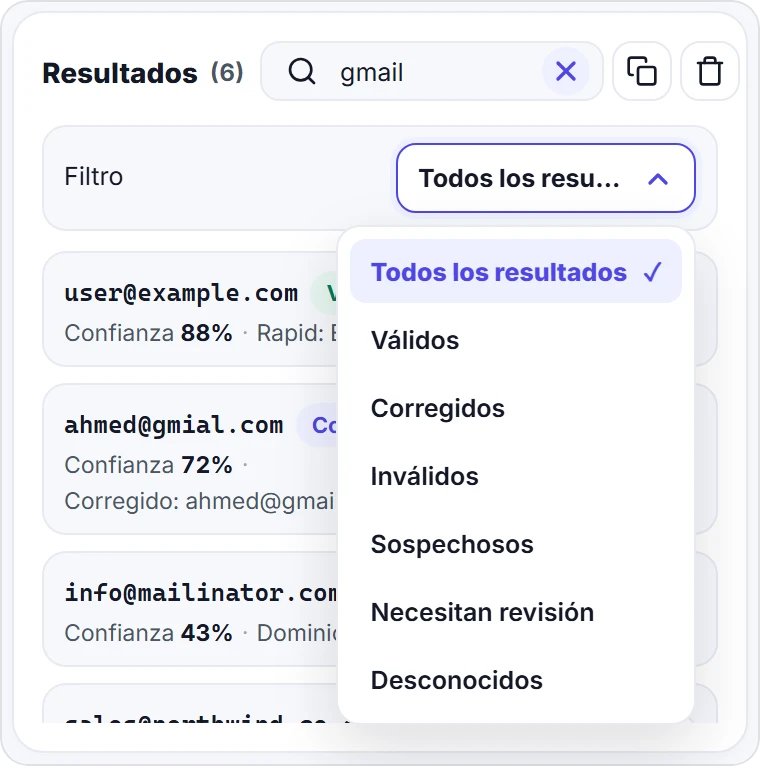 Resultados (6)
gmail
Filtro
Todos los resu...
Todos los resultados ✓
Válidos
Corregidos
Inválidos
Sospechosos
Necesitan revisión
Desconocidos
user@example.com
Confianza 88% · Rapid:
ahmed@gmial.com
Confianza 72% ·
Corregido: ahmed@gmai
info@mailinator.com
Confianza 43% · Dominic